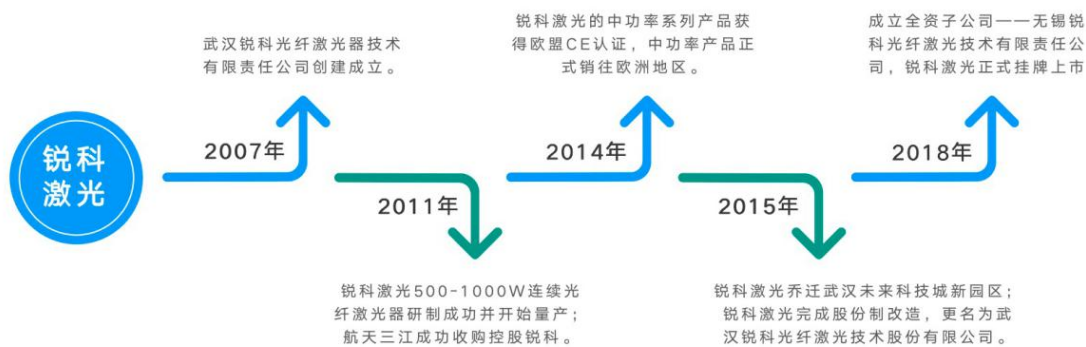 锐科
激光
武汉锐科光纤激光器技术
有限责任公司创建成立。
2007年
2011年
锐科激光500-1000W连续光
纤激光器研制成功并开始量产；
航天三江成功收购控股锐科。
锐科激光的中功率系列产品获
得欧盟CE认证，中功率产品正
式销往欧洲地区。
2014年
2015年
锐科激光乔迁武汉未来科技城新园区；
锐科激光完成股份制改造，更名为武
汉锐科光纤激光技术股份有限公司。
成立全资子公司——无锡锐
科光纤激光技术有限责任公
司，锐科激光正式挂牌上市
2018年